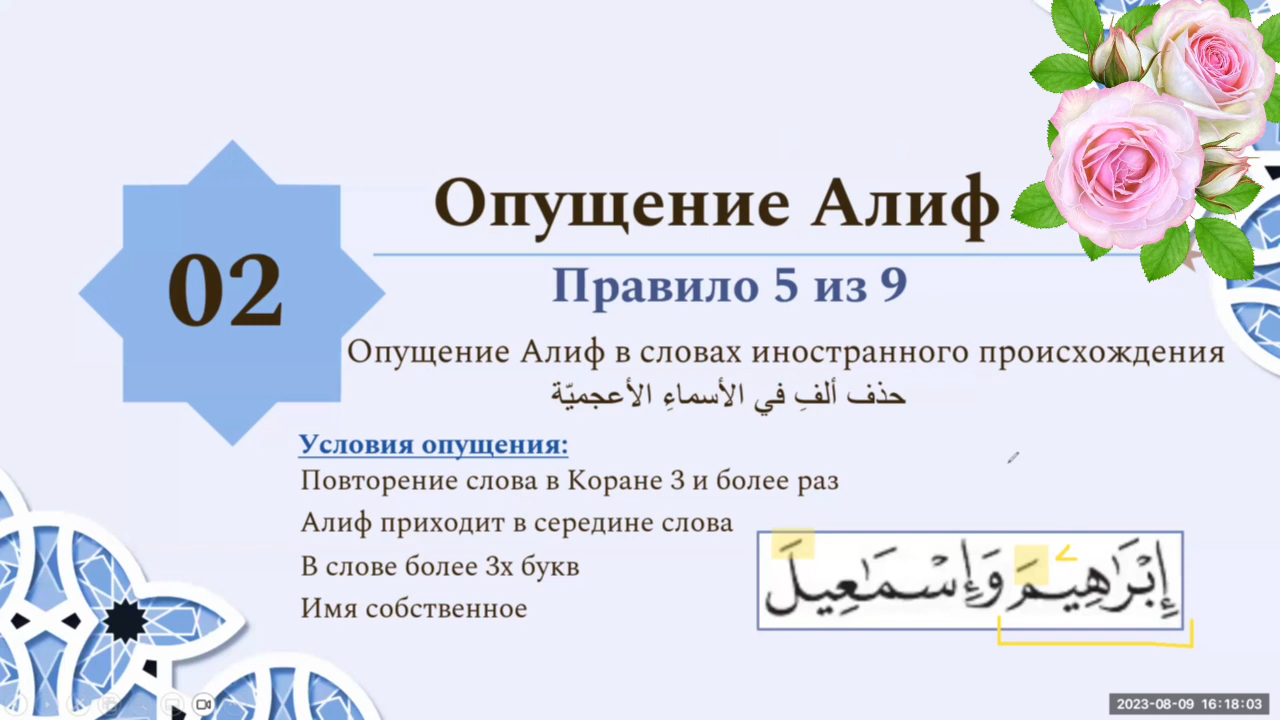 02
Опущение Алиф
Правило 5 из 9
Опущение Алиф в словах иностранного происхождения
حذف ألفِ في الأسماءِ الأعجميّة
Условия опущения:
Повторение слова в Коране 3 и более раз
Алиф приходит в середине слова
В слове более 3х букв
Имя собственное
إِبْرَٰهِيمَ وَإِسْمَٰعِيلَ
2023-08-09 16:18:03